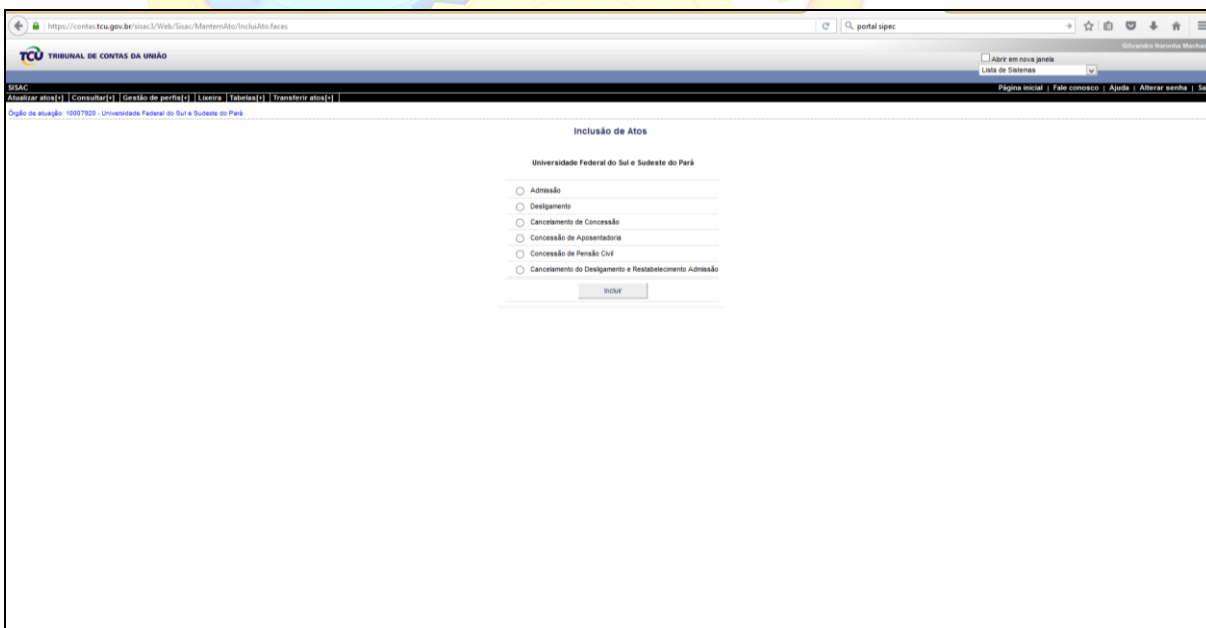 https://contas.tcu.gov.br/sisac3/Web/Sisac/MantemAto/IncluiAto.faces
portal sipec
TCU TRIBUNAL DE CONTAS DA UNIÃO
Gilvandro Noronha Machad
Abrir em nova janela
Lista de Sistemas
SISAC
Página inicial | Fale conosco | Ajuda | Alterar senha | Sa
Atualizar atos[+] | Consultar[+] | Gestão de perfis[+] | Lixeira | Tabelas[+] | Transferir atos[+] |
Órgão de atuação: 10007920 - Universidade Federal do Sul e Sudeste do Pará
Inclusão de Atos
Universidade Federal do Sul e Sudeste do Pará
Admissão
Desligamento
Cancelamento de Concessão
Concessão de Aposentadoria
Concessão de Pensão Civil
Cancelamento do Desligamento e Restabelecimento Admissão
Incluir